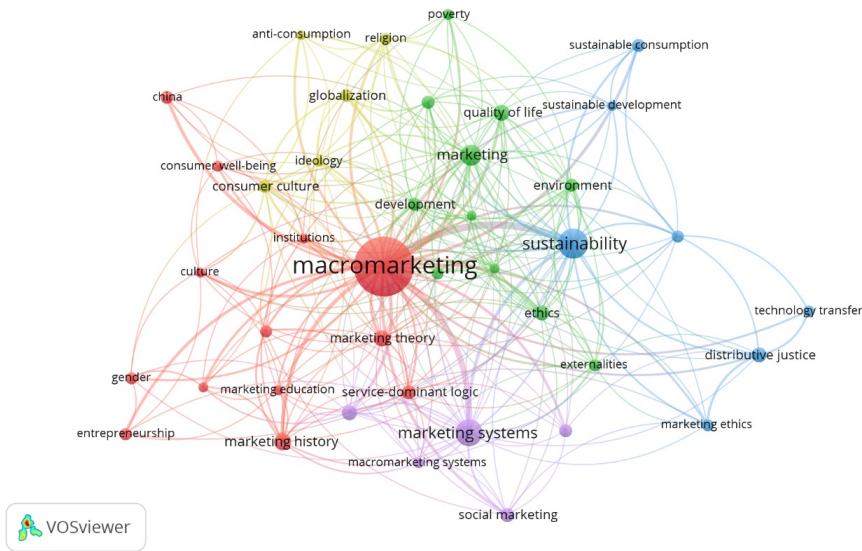 poverty
anti-consumption
religion
sustainable consumption
china
globalization
quality of life
sustainable development
marketing
consumer well-being
ideology
consumer culture
environment
development
institutions
sustainability
macromarketing
culture
technology transfer
ethics
marketing theory
distributive justice
externalities
gender
marketing education
service-dominant logic
marketing ethics
entrepreneurship
marketing history
marketing systems
macromarketing systems
social marketing
VOSviewer